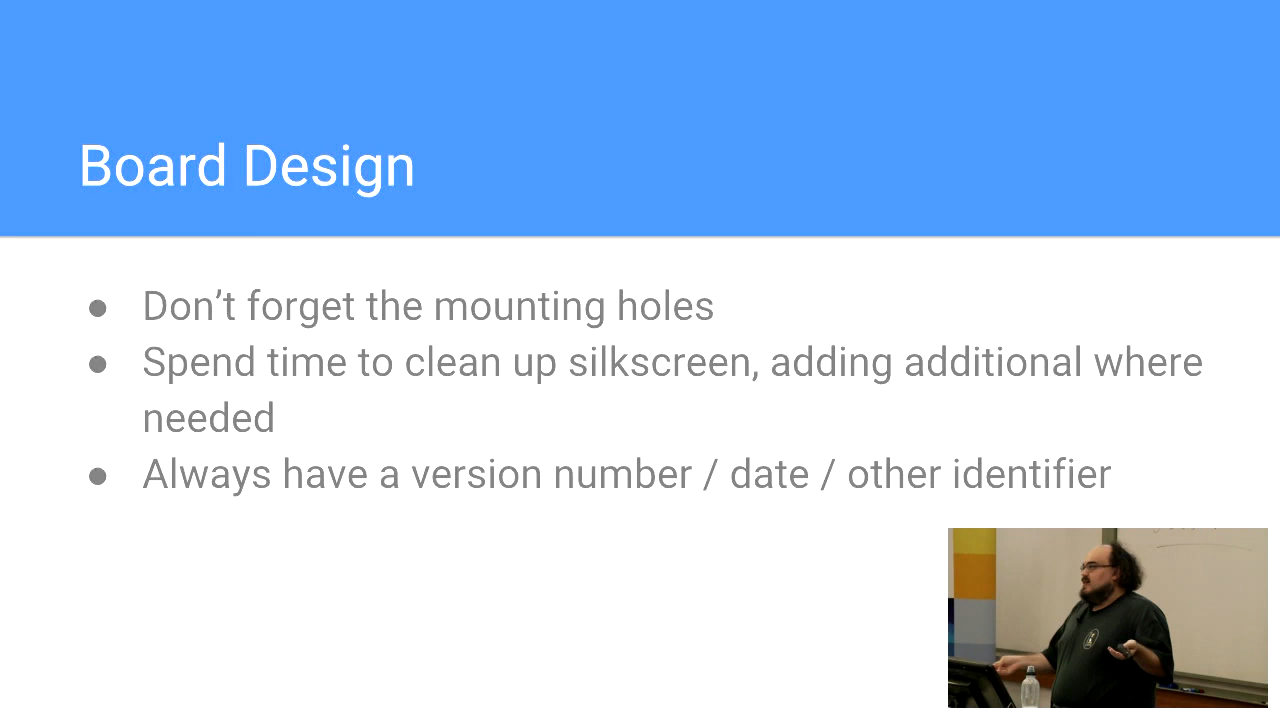 Board Design
● Don’t forget the mounting holes
● Spend time to clean up silkscreen, adding additional where
needed
● Always have a version number / date / other identifier